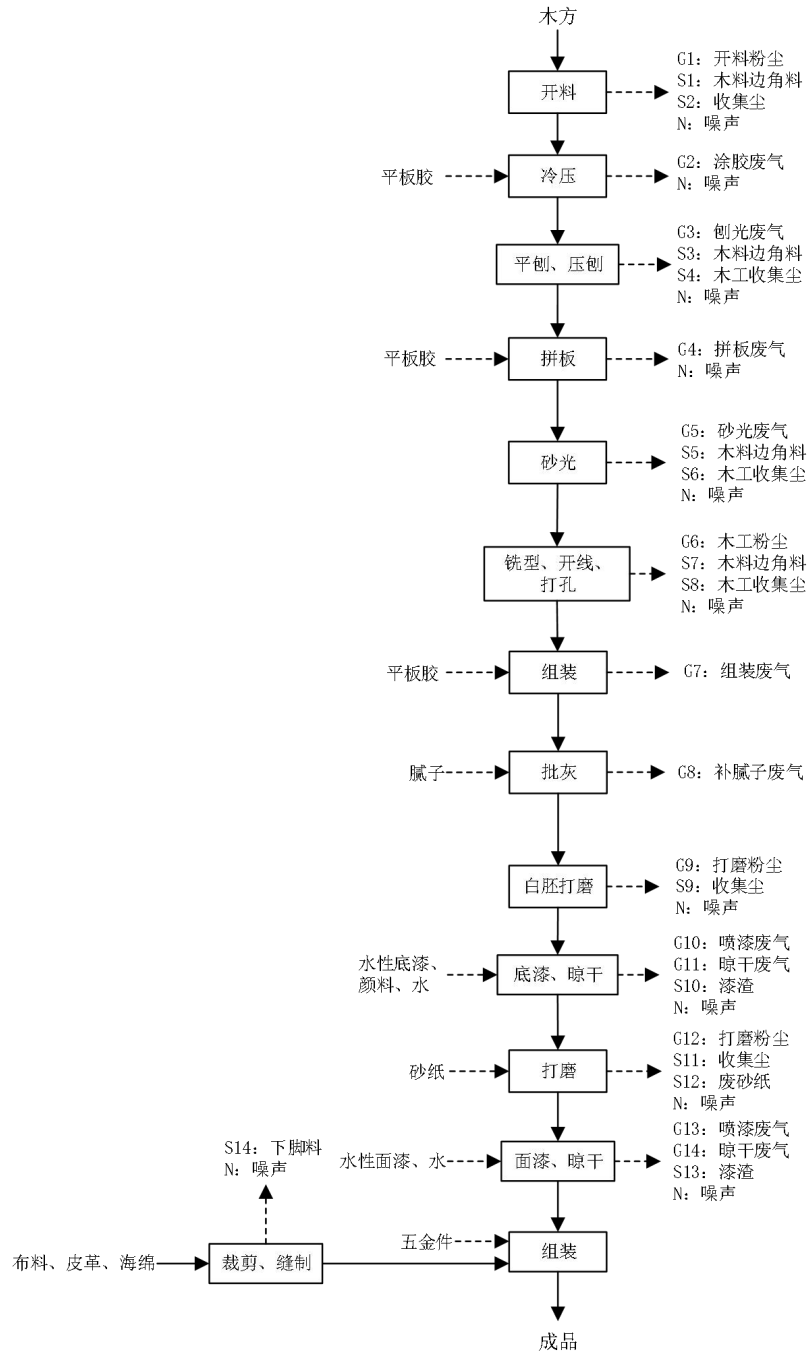 木方
开料
G1: 开料粉尘
S1: 木料边角料
S2: 收集尘
N: 噪声
平板胶
冷压
G2: 涂胶废气
N: 噪声
平刨、压刨
G3: 刨光废气
S3: 木料边角料
S4: 木工收集尘
N: 噪声
平板胶
拼板
G4: 拼板废气
N: 噪声
砂光
G5: 砂光废气
S5: 木料边角料
S6: 木工收集尘
N: 噪声
铣型、开线、
打孔
G6: 木工粉尘
S7: 木料边角料
S8: 木工收集尘
N: 噪声
平板胶
组装
G7: 组装废气
腻子
批灰
G8: 补腻子废气
白胚打磨
G9: 打磨粉尘
S9: 收集尘
N: 噪声
水性底漆、
颜料、水
底漆、晾干
G10: 喷漆废气
G11: 晾干废气
S10: 漆渣
N: 噪声
砂纸
打磨
G12: 打磨粉尘
S11: 收集尘
S12: 废砂纸
N: 噪声
水性面漆、水
面漆、晾干
G13: 喷漆废气
G14: 晾干废气
S13: 漆渣
N: 噪声
S14: 下脚料
N: 噪声
布料、皮革、海绵
裁剪、缝制
五金件
组装
成品